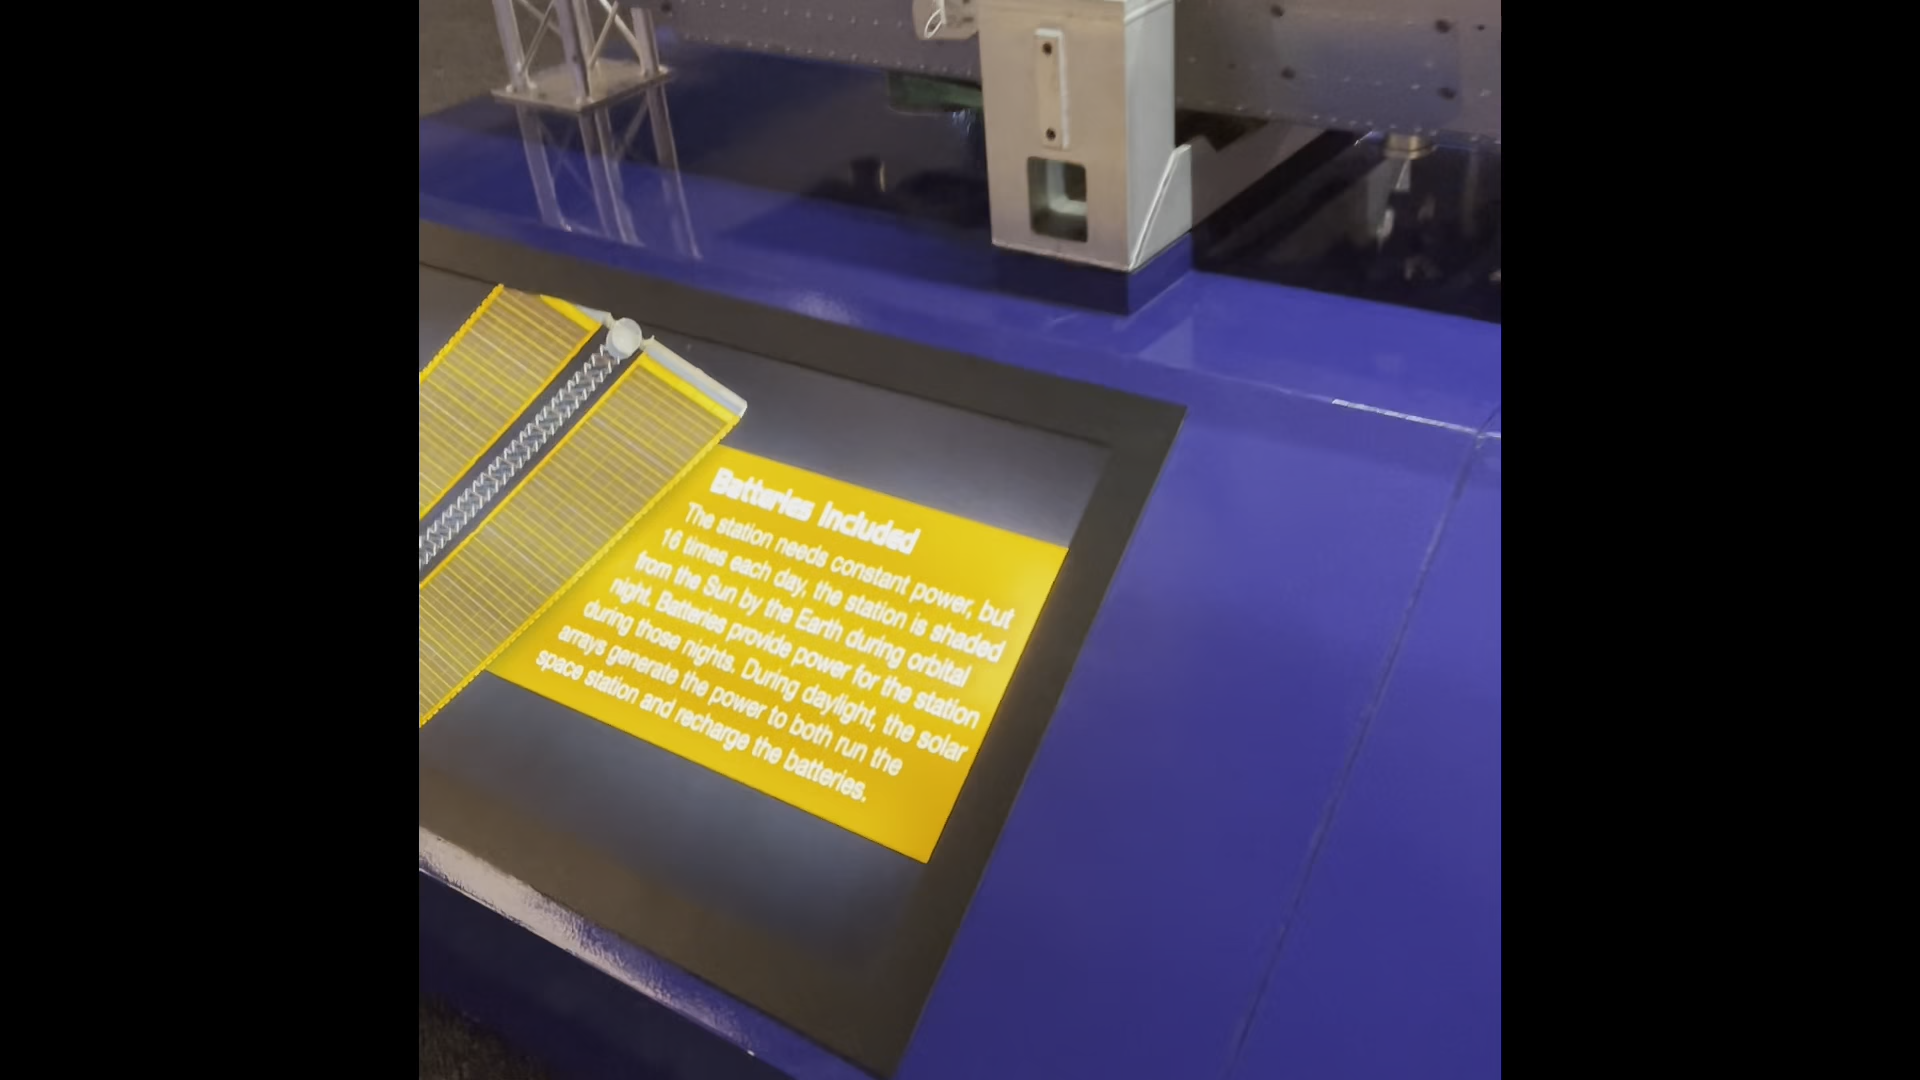 Batteries Included
The station needs constant power, but
16 times each day, the station is shaded
from the Sun by the Earth during orbital
night. Batteries provide power for the station
during those nights. During daylight, the solar
arrays generate the power to both run the
space station and recharge the batteries.